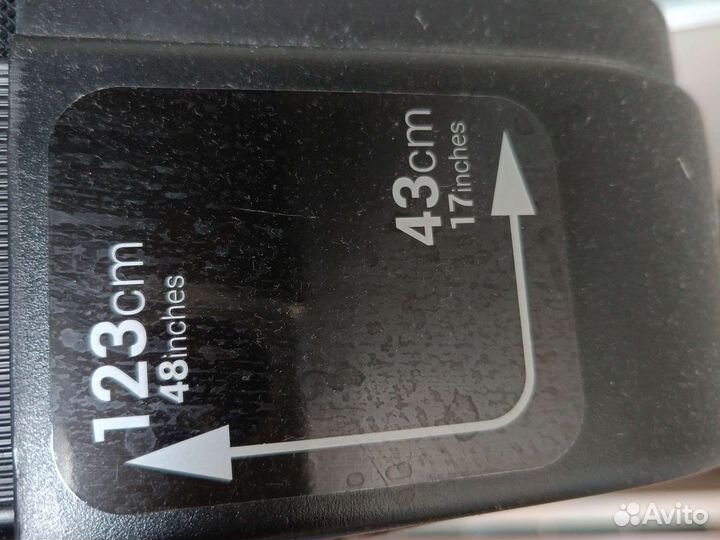 123cm
48inches
43cm
17inches
Avito